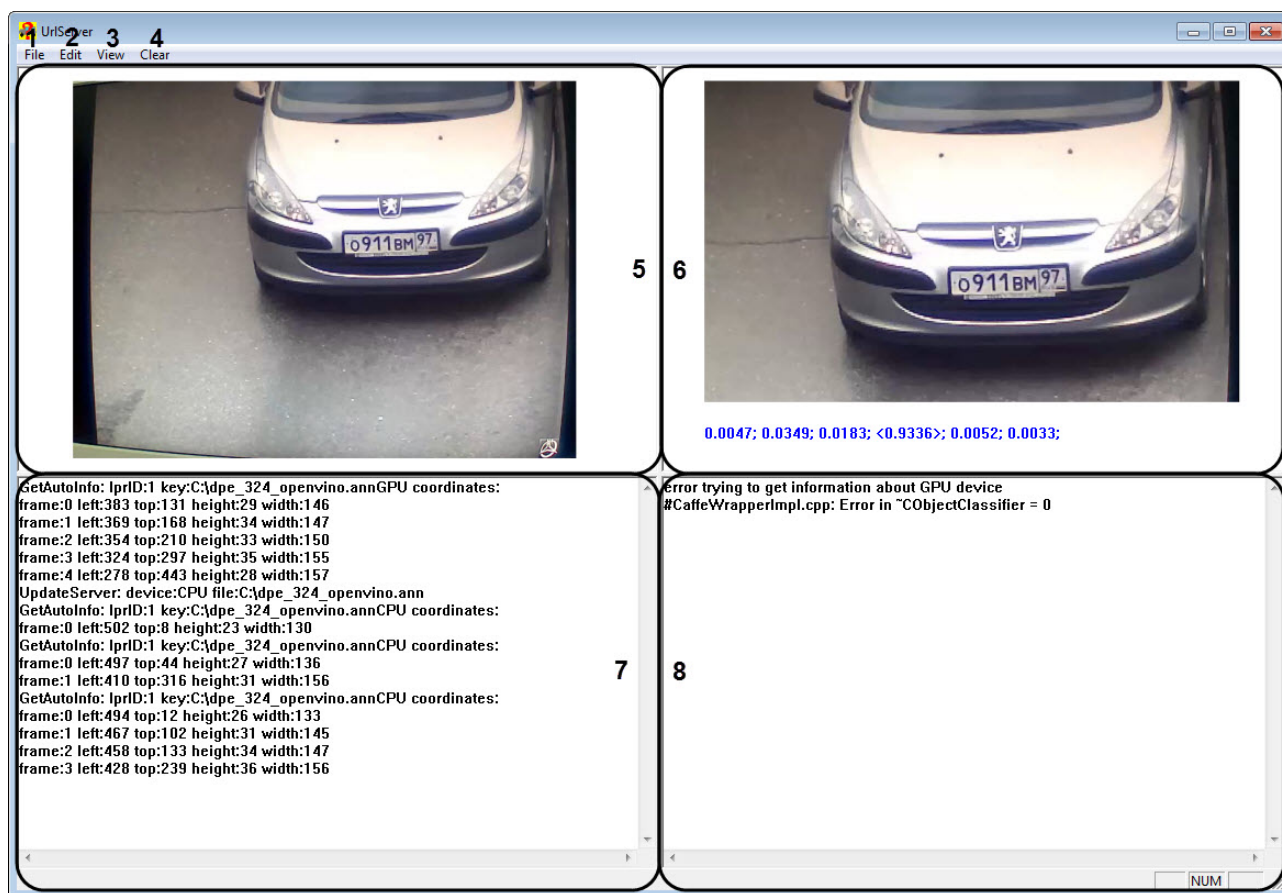 UrlServer
1 2 3 4
File Edit View Clear
о911вм 97
5
6
о911вм 97
0.0047; 0.0349; 0.0183; <0.9336>; 0.0052; 0.0033;
GetAutoInfo: lprID:1 key:C:\dpe_324_openvino.annGPU coordinates:
frame:0 left:383 top:131 height:29 width:146
frame:1 left:369 top:168 height:34 width:147
frame:2 left:354 top:210 height:33 width:150
frame:3 left:324 top:297 height:35 width:155
frame:4 left:278 top:443 height:28 width:157
UpdateServer: device:CPU file:C:\dpe_324_openvino.ann
GetAutoInfo: lprID:1 key:C:\dpe_324_openvino.annCPU coordinates:
frame:0 left:502 top:8 height:23 width:130
GetAutoInfo: lprID:1 key:C:\dpe_324_openvino.annCPU coordinates:
frame:0 left:497 top:44 height:27 width:136
frame:1 left:410 top:316 height:31 width:156
GetAutoInfo: lprID:1 key:C:\dpe_324_openvino.annCPU coordinates:
frame:0 left:494 top:12 height:26 width:133
frame:1 left:467 top:102 height:31 width:145
frame:2 left:458 top:133 height:34 width:147
frame:3 left:428 top:239 height:36 width:156
7
8
error trying to get information about GPU device
#CaffeWrapperImpl.cpp: Error in ~CObjectClassifier = 0
NUM